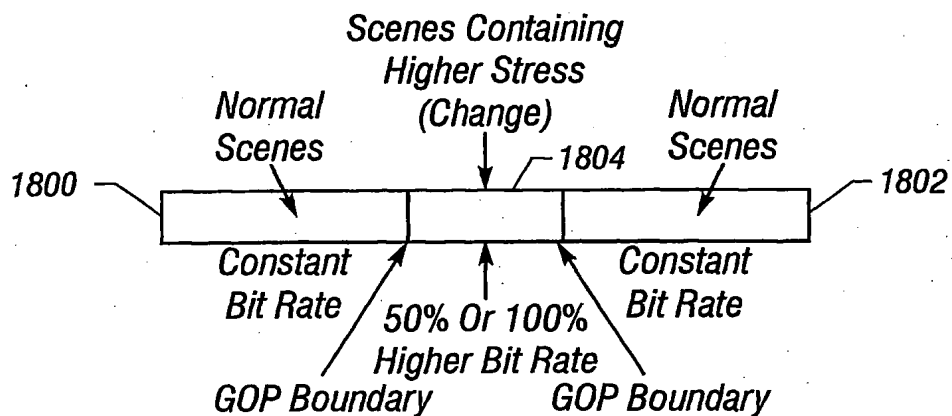 Scenes Containing
Higher Stress
(Change)
Normal
Scenes
Normal
Scenes
1804
1800
1802
Constant
Bit Rate
Constant
Bit Rate
50% Or 100%
Higher Bit Rate
GOP Boundary
GOP Boundary